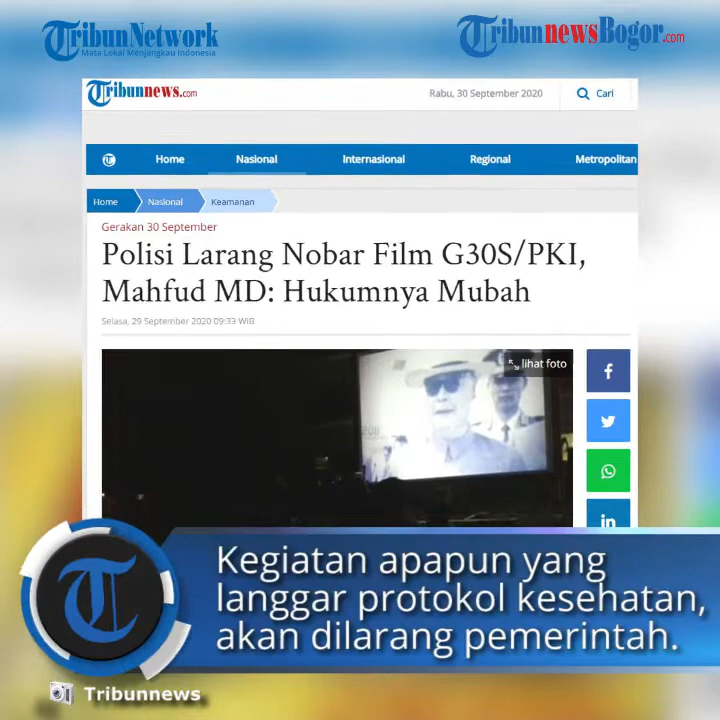 TribunNetwork
Mata Lokal Menjangkau Indonesia
TribunnewsBogor.com
Tribunnews.com
Rabu, 30 September 2020
Cari
Home
Nasional
Internasional
Regional
Metropolitan
Home
Nasional
Keamanan
Gerakan 30 September
Polisi Larang Nobar Film G30S/PKI,
Mahfud MD: Hukumnya Mubah
Selasa, 29 September 2020 09:33 WIB
lihat foto
Kegiatan apapun yang
langgar protokol kesehatan,
akan dilarang pemerintah.
Tribunnews